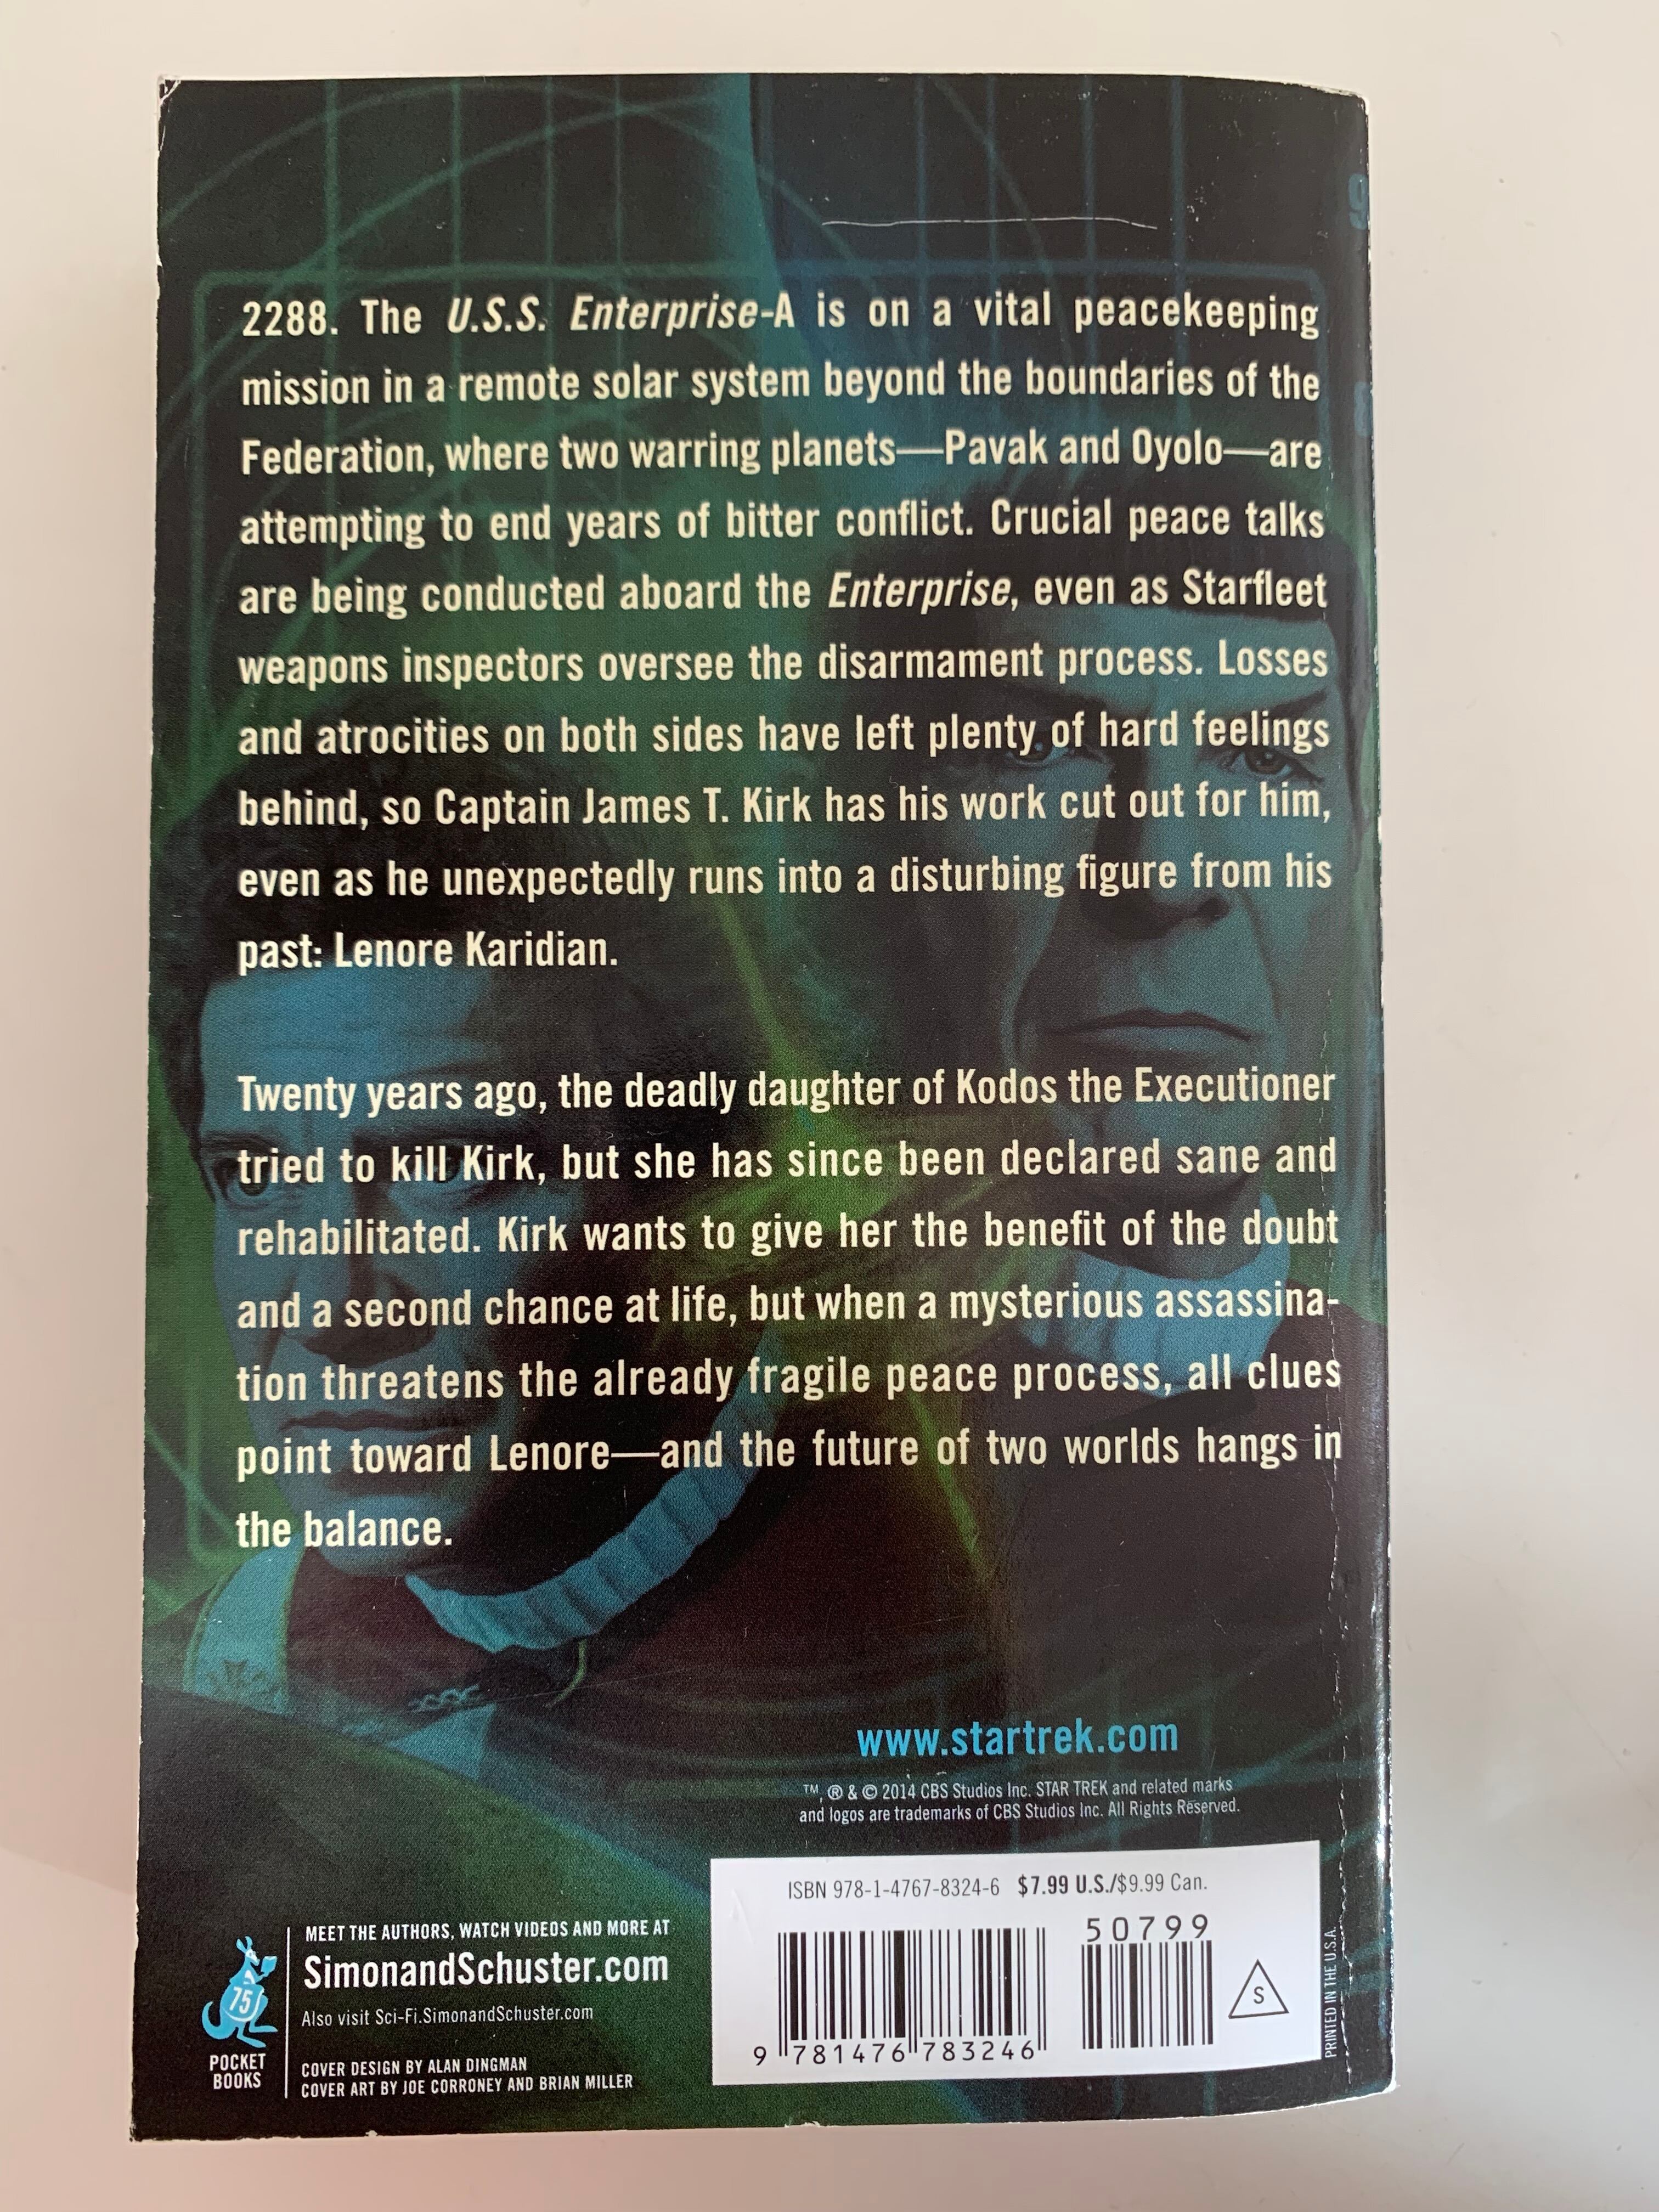 2288. The U.S.S. Enterprise-A is on a vital peacekeeping
mission in a remote solar system beyond the boundaries of the
Federation, where two warring planets—Pavak and Oyolo—are
attempting to end years of bitter conflict. Crucial peace talks
are being conducted aboard the Enterprise, even as Starfleet
weapons inspectors oversee the disarmament process. Losses
and atrocities on both sides have left plenty of hard feelings
behind, so Captain James T. Kirk has his work cut out for him,
even as he unexpectedly runs into a disturbing figure from his
past: Lenore Karidian.
Twenty years ago, the deadly daughter of Kodos the Executioner
tried to kill Kirk, but she has since been declared sane and
rehabilitated. Kirk wants to give her the benefit of the doubt
and a second chance at life, but when a mysterious assassina-
tion threatens the already fragile peace process, all clues
point toward Lenore—and the future of two worlds hangs in
the balance.
www.startrek.com
™, ® & © 2014 CBS Studios Inc. STAR TREK and related marks
and logos are trademarks of CBS Studios Inc. All Rights Reserved.
ISBN 978-1-4767-8324-6 $7.99 U.S./$9.99 Can.
50799
9 781476 783246
S
PRINTED IN THE U.S.A.
MEET THE AUTHORS, WATCH VIDEOS AND MORE AT
SimonandSchuster.com
Also visit Sci-Fi.SimonandSchuster.com
75
POCKET
BOOKS
COVER DESIGN BY ALAN DINGMAN
COVER ART BY JOE CORRONEY AND BRIAN MILLER